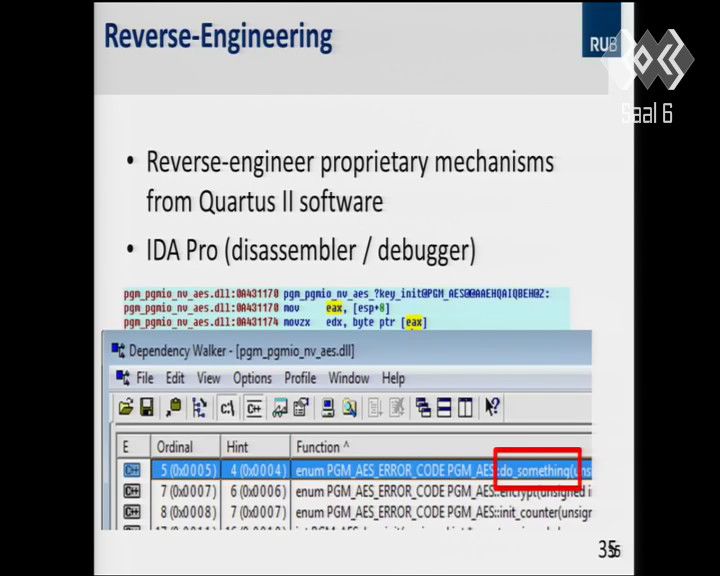 Reverse-Engineering
RUB
Saal 6
• Reverse-engineer proprietary mechanisms
from Quartus II software
• IDA Pro (disassembler / debugger)
pgm_pgmio_nv_aes.dll:0A431170 pgm_pgmio_nv_aes_?key_init@PGM_AES@@AAEHQAIQBEH@Z:
pgm_pgmio_nv_aes.dll:0A431170 mov eax, [esp+8]
pgm_pgmio_nv_aes.dll:0A431174 movzx edx, byte ptr [eax]
Dependency Walker - [pgm_pgmio_nv_aes.dll]
File Edit View Options Profile Window Help
c:\ C++
E Ordinal Hint Function ^
C++ 5 (0x0005) 4 (0x0004) enum PGM_AES_ERROR_CODE PGM_AES::do_something(uns
C++ 7 (0x0007) 6 (0x0006) enum PGM_AES_ERROR_CODE PGM_AES::encrypt(unsigned i
C++ 8 (0x0008) 7 (0x0007) enum PGM_AES_ERROR_CODE PGM_AES::init_counter(unsigr
35